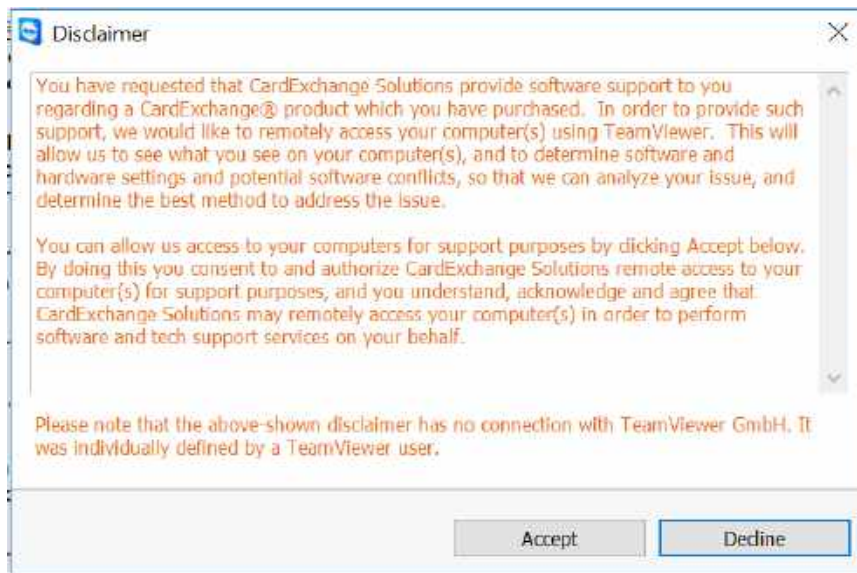 Disclaimer
You have requested that CardExchange Solutions provide software support to you
regarding a CardExchange® product which you have purchased. In order to provide such
support, we would like to remotely access your computer(s) using TeamViewer. This will
allow us to see what you see on your computer(s), and to determine software and
hardware settings and potential software conflicts, so that we can analyze your issue, and
determine the best method to address the issue.
You can allow us access to your computers for support purposes by clicking Accept below.
By doing this you consent to and authorize CardExchange Solutions remote access to your
computer(s) for support purposes, and you understand, acknowledge and agree that
CardExchange Solutions may remotely access your computer(s) in order to perform
software and tech support services on your behalf.
Please note that the above-shown disclaimer has no connection with TeamViewer GmbH. It
was individually defined by a TeamViewer user.
Accept
Decline